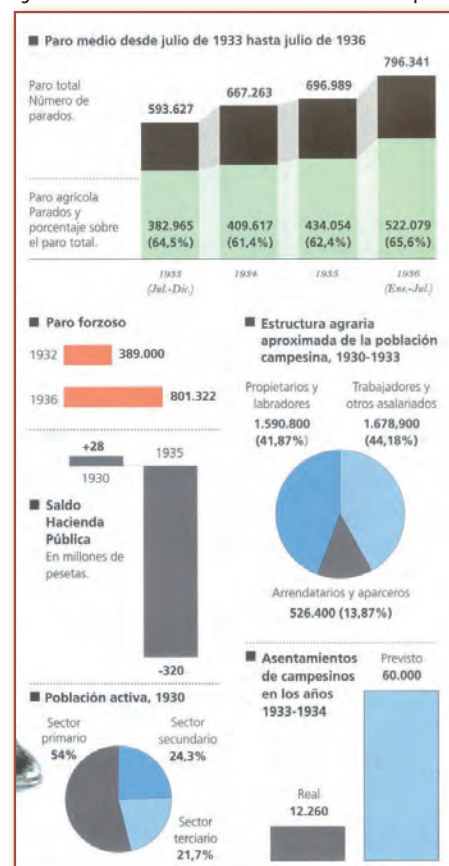 ■ Paro medio desde julio de 1933 hasta julio de 1936
Paro total
Número de
parados.
593.627
667.263
696.989
796.341
Paro agrícola
Parados y
porcentaje sobre
el paro total.
382.965
(64,5%)
409.617
(61,4%)
434.054
(62,4%)
522.079
(65,6%)
1933
(Jul.-Dic.)
1934
1935
1936
(Ene.-Jul.)
■ Paro forzoso
1932 389.000
1936 801.322
+28
1930
1935
■ Saldo
Hacienda
Pública
En millones de
pesetas.
-320
■ Estructura agraria
aproximada de la población
campesina, 1930-1933
Propietarios y
labradores
1.590.800
(41,87%)
Trabajadores y
otros asalariados
1.678,900
(44,18%)
Arrendatarios y aparceros
526.400 (13,87%)
■ Población activa, 1930
Sector
primario
54%
Sector
secundario
24,3%
Sector
terciario
21,7%
■ Asentamientos
de campesinos
en los años
1933-1934
Previsto
60.000
Real
12.260